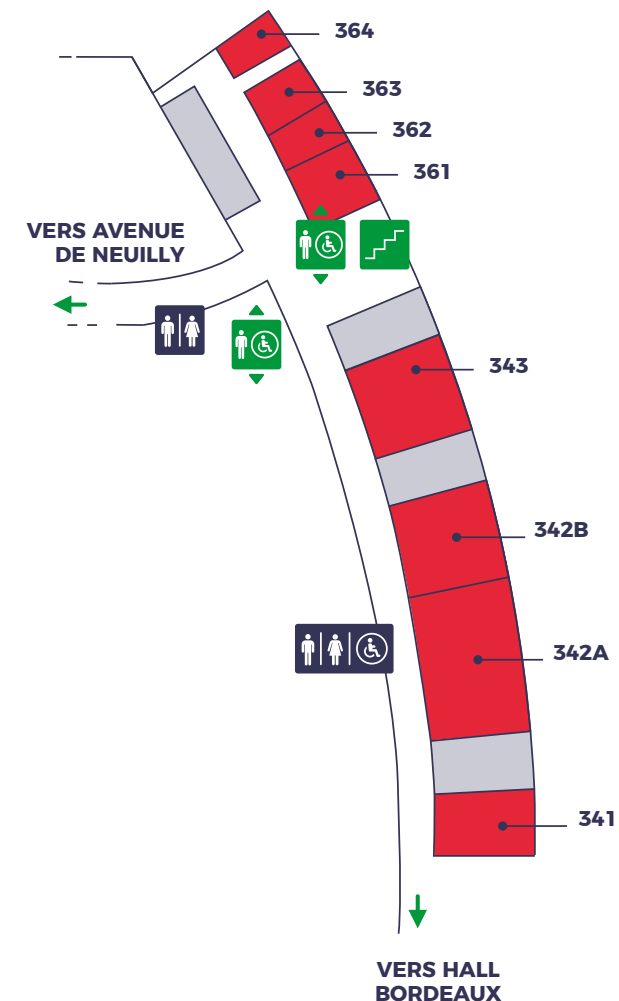 364
363
362
361
VERS AVENUE
DE NEUILLY
343
342B
342A
341
VERS HALL
BORDEAUX